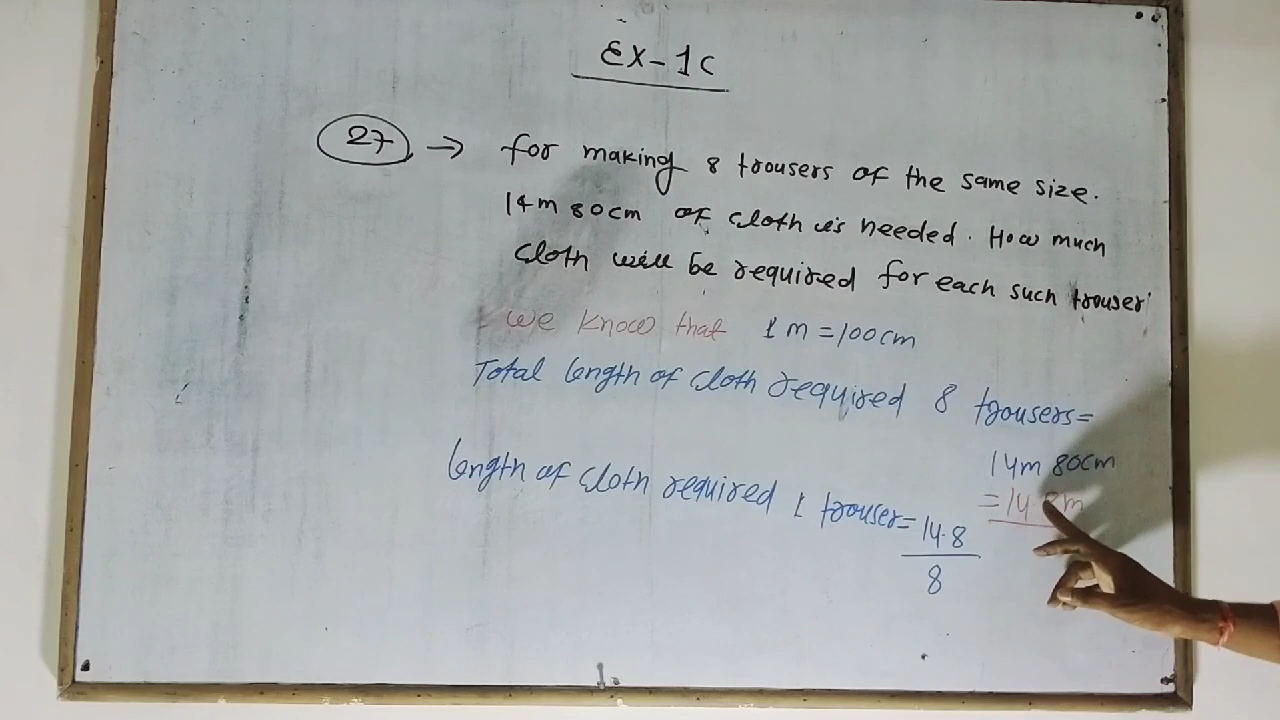 EX-1C
27 → for making 8 trousers of the same size.
14m 80cm of cloth is needed. How much
cloth will be required for each such trouser
we know that 1 m = 100cm
Total length of cloth required 8 trousers =
14m 80cm
= 14.8m
length of cloth required 1 trouser = 14.8
8